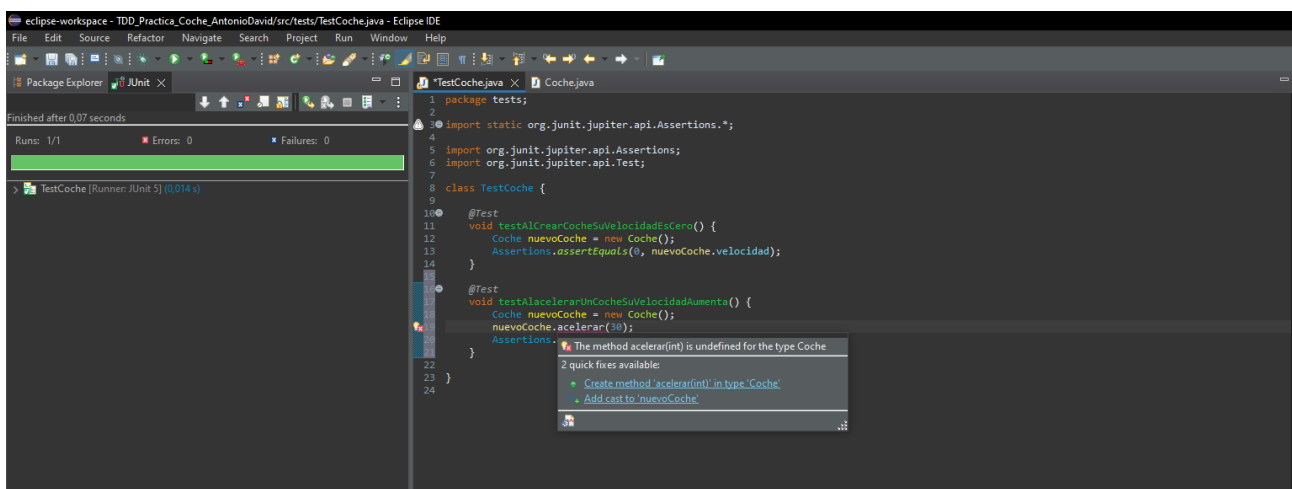 eclipse-workspace - TDD_Practica_Coche_AntonioDavid/src/tests/TestCoche.java - Eclipse IDE
File Edit Source Refactor Navigate Search Project Run Window Help
Package Explorer JUnit
*TestCoche.java Coche.java
Finished after 0,07 seconds
Runs: 1/1 Errors: 0 Failures: 0
TestCoche [Runner: JUnit 5] (0,014 s)
1 package tests;
2
3 import static org.junit.jupiter.api.Assertions.*;
4
5 import org.junit.jupiter.api.Assertions;
6 import org.junit.jupiter.api.Test;
7
8 class TestCoche {
9
10 @Test
11 void testAlCrearCocheSuVelocidadEsCero() {
12 Coche nuevoCoche = new Coche();
13 Assertions.assertEquals(0, nuevoCoche.velocidad);
14 }
15
16 @Test
17 void testAlacelerarUnCocheSuVelocidadAumenta() {
18 Coche nuevoCoche = new Coche();
19 nuevoCoche.acelerar(30);
20 Assertions.
21 }
22
23 }
24
The method acelerar(int) is undefined for the type Coche
2 quick fixes available:
Create method 'acelerar(int)' in type 'Coche'
Add cast to 'nuevoCoche'